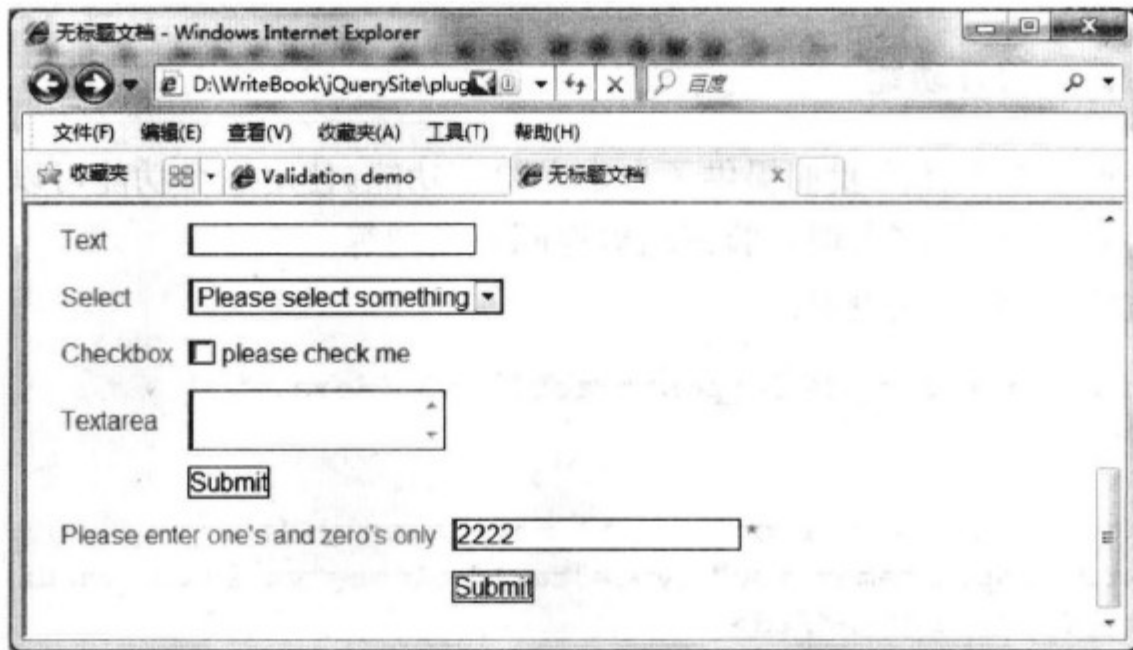 无标题文档 - Windows Internet Explorer
D:\WriteBook\jQuerySite\plug 百度
文件(F) 编辑(E) 查看(V) 收藏夹(A) 工具(T) 帮助(H)
收藏夹 Validation demo 无标题文档 x
Text
Select Please select something
Checkbox please check me
Textarea
Submit
Please enter one's and zero's only 2222 *
Submit